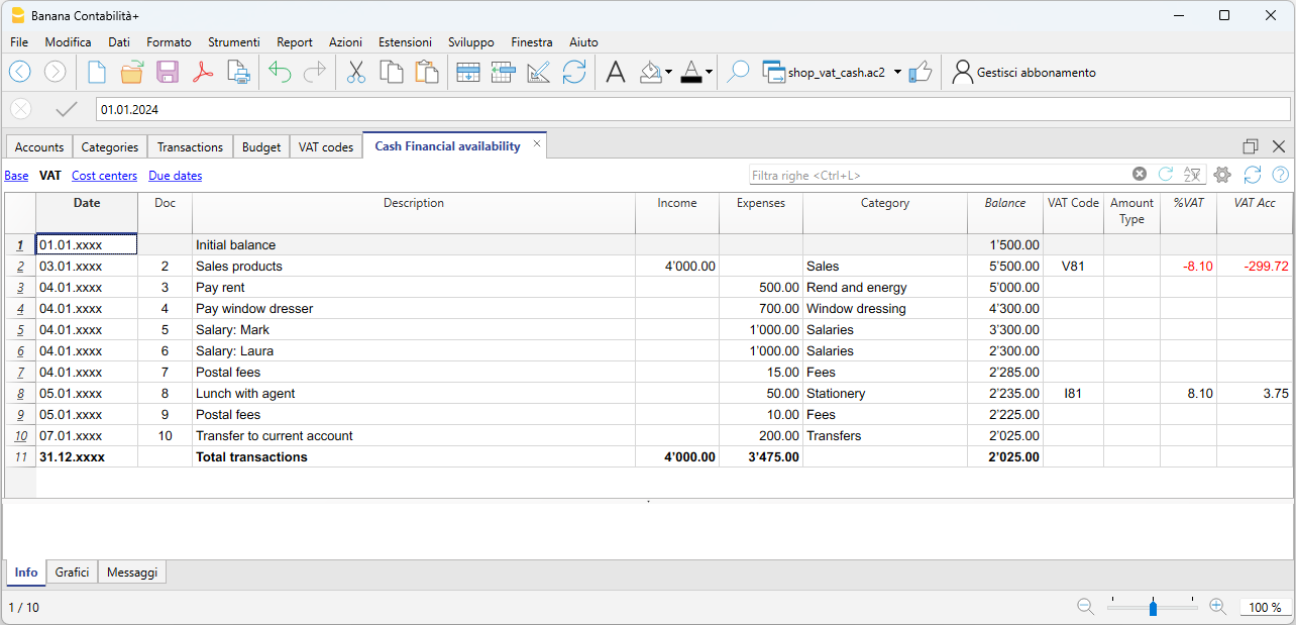 Banana Contabilità+
File Modifica Dati Formato Strumenti Report Azioni Estensioni Sviluppo Finestra Aiuto
shop_vat_cash.ac2 Gestisci abbonamento
01.01.2024
Accounts Categories Transactions Budget VAT codes Cash Financial availability
Base VAT Cost centers Due dates Filtra righe <Ctrl+L>
Date Doc Description Income Expenses Category Balance VAT Code Amount Type %VAT VAT Acc
1 01.01.xxxx Initial balance 1'500.00
2 03.01.xxxx 2 Sales products 4'000.00 Sales 5'500.00 V81 -8.10 -299.72
3 04.01.xxxx 3 Pay rent 500.00 Rend and energy 5'000.00
4 04.01.xxxx 4 Pay window dresser 700.00 Window dressing 4'300.00
5 04.01.xxxx 5 Salary: Mark 1'000.00 Salaries 3'300.00
6 04.01.xxxx 6 Salary: Laura 1'000.00 Salaries 2'300.00
7 04.01.xxxx 7 Postal fees 15.00 Fees 2'285.00
8 05.01.xxxx 8 Lunch with agent 50.00 Stationery 2'235.00 I81 8.10 3.75
9 05.01.xxxx 9 Postal fees 10.00 Fees 2'225.00
10 07.01.xxxx 10 Transfer to current account 200.00 Transfers 2'025.00
11 31.12.xxxx Total transactions 4'000.00 3'475.00 2'025.00
Info Grafici Messaggi
1 / 10 100 %